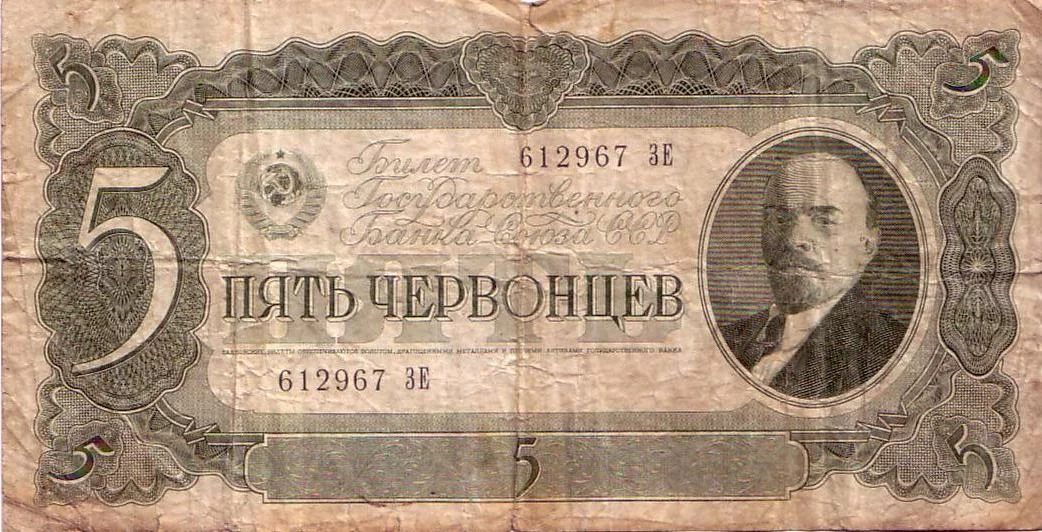 5 5
Билет 612967 ЗЕ
Государственного
Банка Союза ССР
5
ПЯТЬ ЧЕРВОНЦЕВ
БАНКОВСКИЕ БИЛЕТЫ ОБЕСПЕЧИВАЮТСЯ ЗОЛОТОМ, ДРАГОЦЕННЫМИ МЕТАЛЛАМИ И ПРОЧИМИ АКТИВАМИ ГОСУДАРСТВЕННОГО БАНКА
612967 ЗЕ
5 5 5